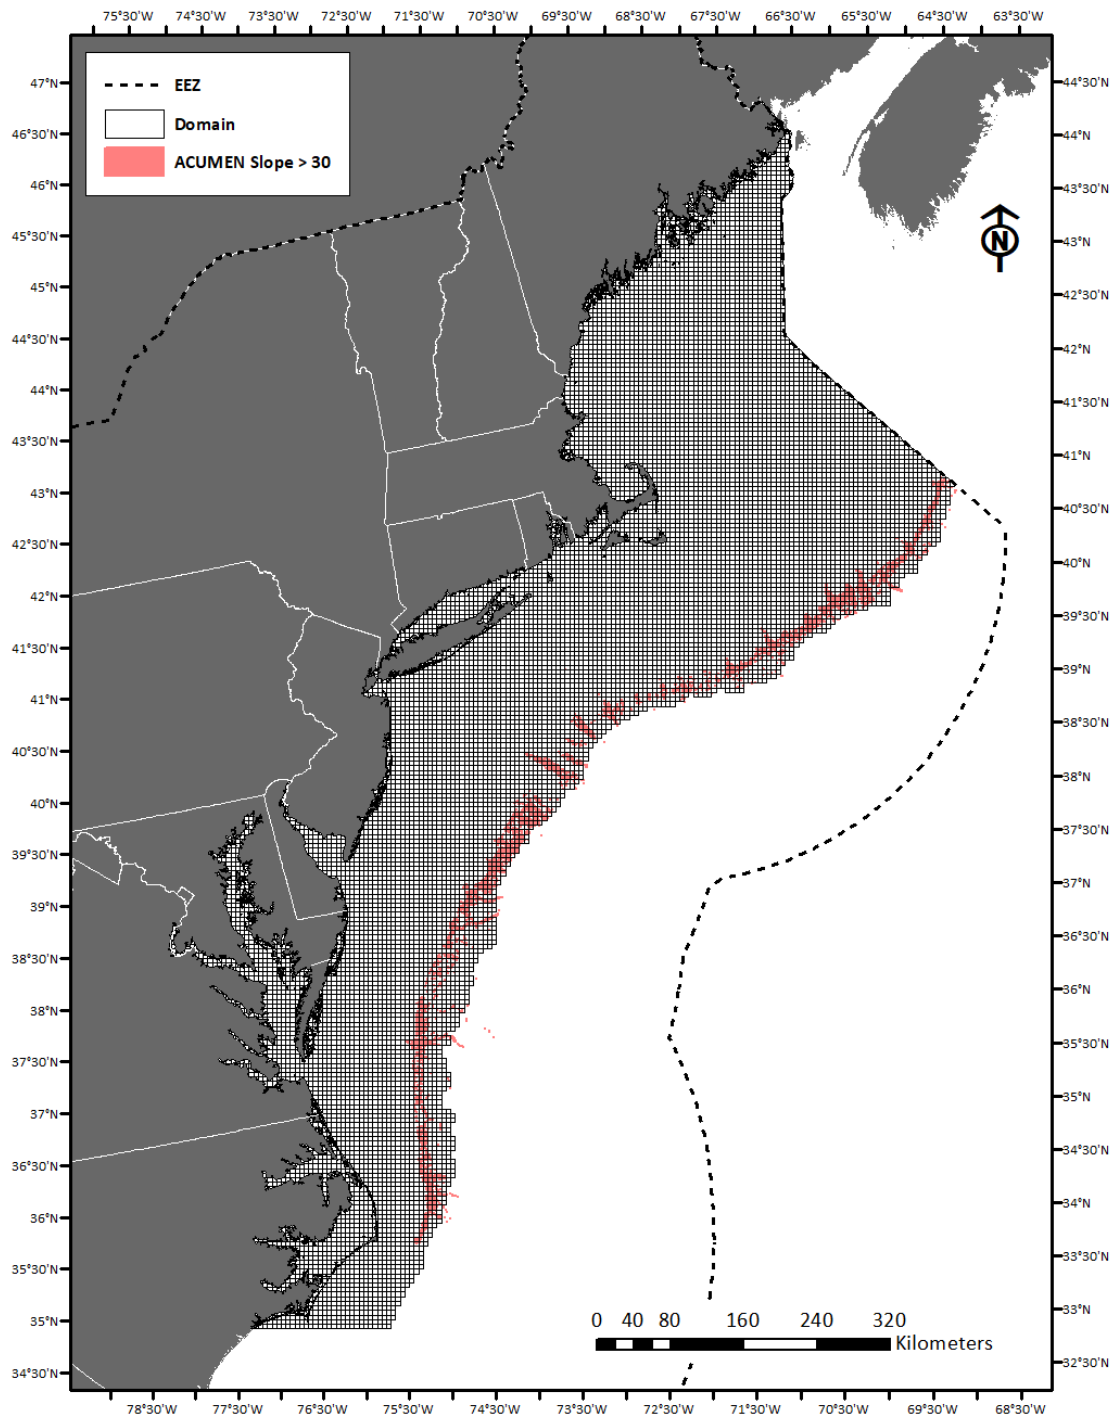 75°30'W 74°30'W 73°30'W 72°30'W 71°30'W 70°30'W 69°30'W 68°30'W 67°30'W 66°30'W 65°30'W 64°30'W 63°30'W
EEZ
Domain
ACUMEN Slope > 30
47°N
46°30'N
46°N
45°30'N
45°N
44°30'N
44°N
43°30'N
43°N
42°30'N
42°N
41°30'N
41°N
40°30'N
40°N
39°30'N
39°N
38°30'N
38°N
37°30'N
37°N
36°30'N
36°N
35°30'N
35°N
34°30'N
N
44°30'N
44°N
43°30'N
43°N
42°30'N
42°N
41°30'N
41°N
40°30'N
40°N
39°30'N
39°N
38°30'N
38°N
37°30'N
37°N
36°30'N
36°N
35°30'N
35°N
34°30'N
34°N
33°30'N
33°N
32°30'N
0 40 80 160 240 320
Kilometers
78°30'W 77°30'W 76°30'W 75°30'W 74°30'W 73°30'W 72°30'W 71°30'W 70°30'W 69°30'W 68°30'W